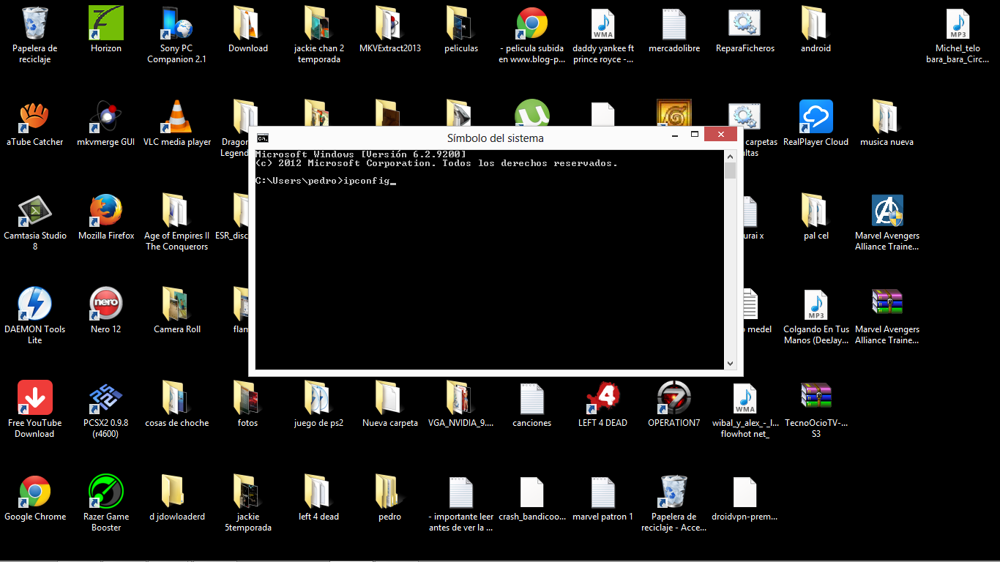 Papelera de
reciclaje
Horizon
Sony PC
Companion 2.1
Download
jackie chan 2
temporada
MKVExtract2013
peliculas
- pelicula subida
en www.blog-p...
daddy yankee ft
prince royce -...
mercadolibre
ReparaFicheros
android
Michel_telo
bara_bara_Circ...
aTube Catcher
mkvmerge GUI
VLC media player
Drago
Legend
carpetas
ultas
RealPlayer Cloud
musica nueva
Símbolo del sistema
Microsoft Windows [Versión 6.2.9200]
(c) 2012 Microsoft Corporation. Todos los derechos reservados.
C:\Users\pedro>ipconfig_
Camtasia Studio
8
Mozilla Firefox
Age of Empires II
The Conquerors
ESR_disc
urai x
pal cel
Marvel Avengers
Alliance Traine...
DAEMON Tools
Lite
nero
Nero 12
Camera Roll
flam
o medel
MP3
Colgando En Tus
Manos (DeeJay...
Marvel Avengers
Alliance Traine...
Free YouTube
Download
PCSX2 0.9.8
(r4600)
cosas de choche
fotos
juego de ps2
Nueva carpeta
VGA_NVIDIA_9....
canciones
LEFT 4 DEAD
OPERATION7
wibal_y_alex_-_l...
flowhot net_
TecnoOcioTV-...
S3
Google Chrome
Razer Game
Booster
d jdowloaderd
jackie
5temporada
left 4 dead
pedro
- importante leer
antes de ver la ...
crash_bandicoo...
marvel patron 1
Papelera de
reciclaje - Acce...
droidvpn-prem...